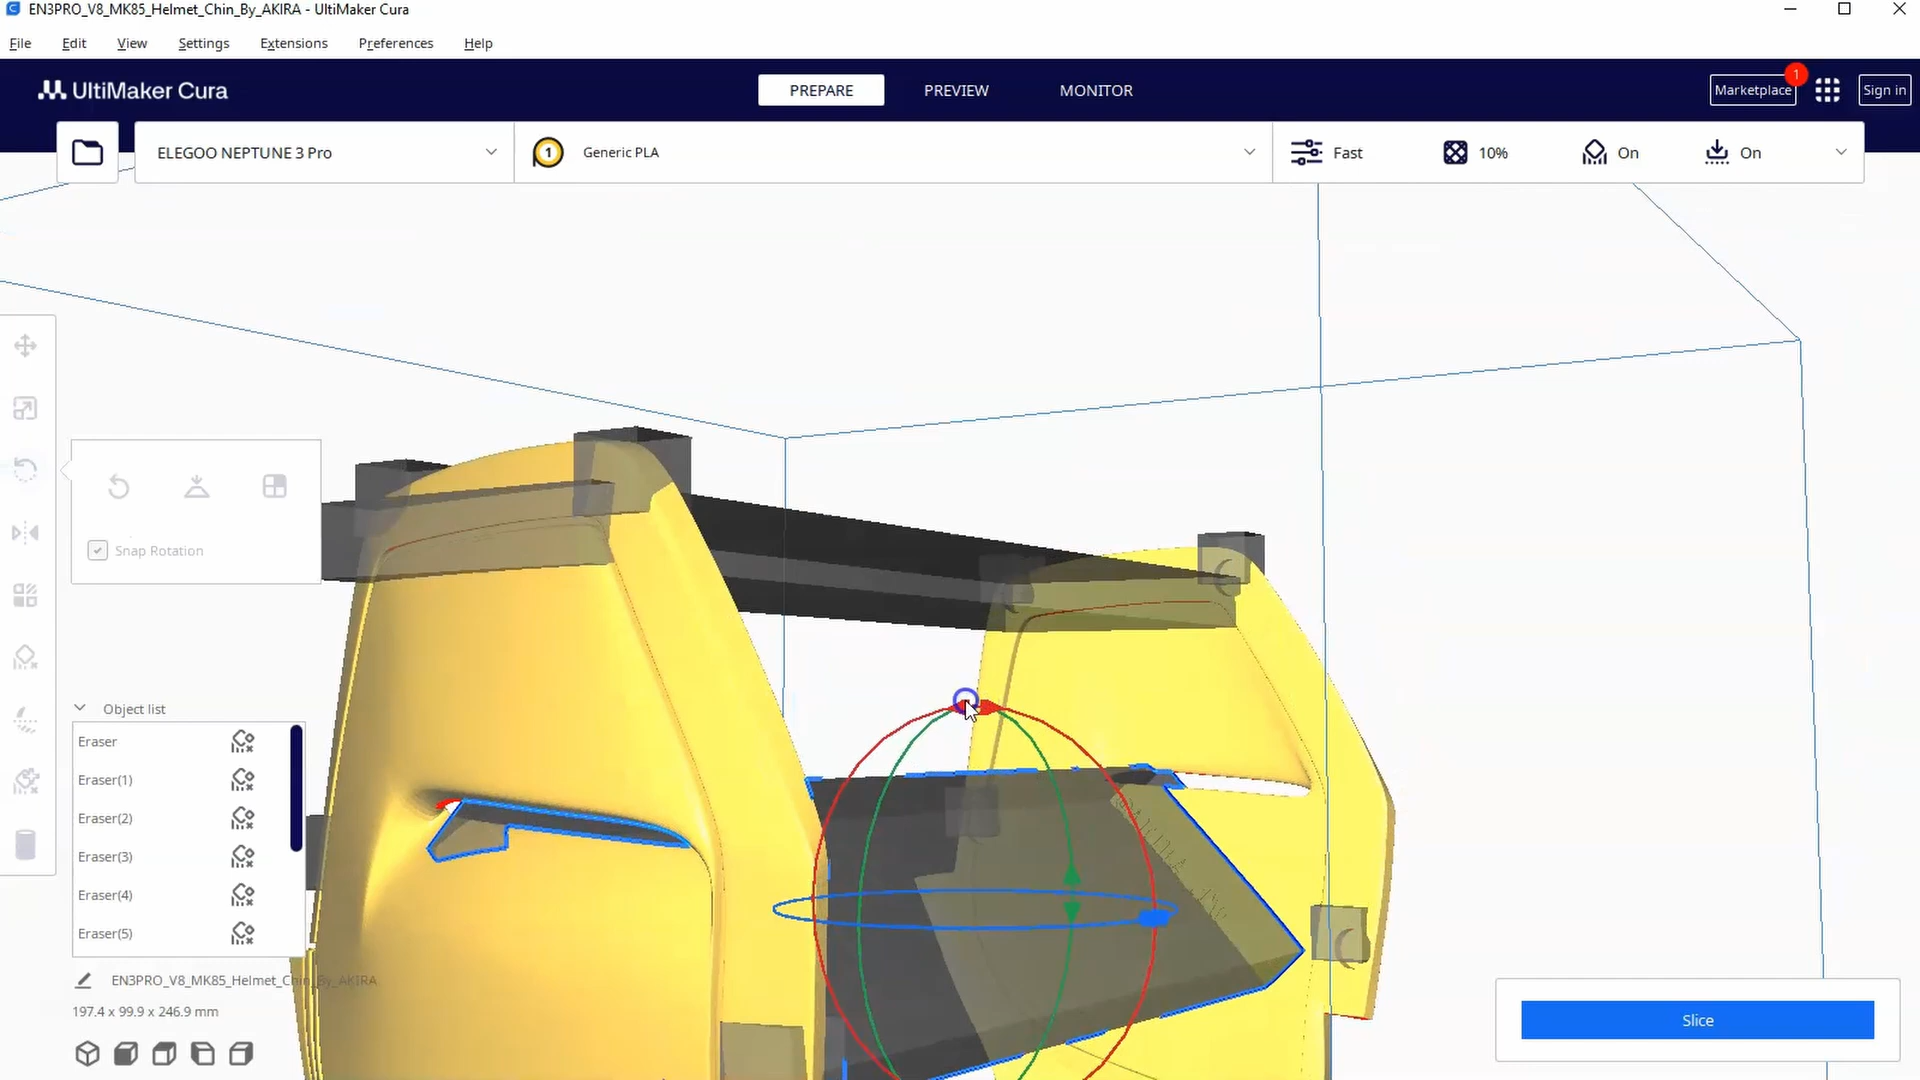 EN3PRO_V8_MK85_Helmet_Chin_By_AKIRA - UltiMaker Cura
File Edit View Settings Extensions Preferences Help
UltiMaker Cura
PREPARE PREVIEW MONITOR
Marketplace 1 Sign in
ELEGOO NEPTUNE 3 Pro
1 Generic PLA
Fast 10% On On
Snap Rotation
Object list
Eraser
Eraser(1)
Eraser(2)
Eraser(3)
Eraser(4)
Eraser(5)
EN3PRO_V8_MK85_Helmet_Chin_By_AKIRA
197.4 x 99.9 x 246.9 mm
Slice